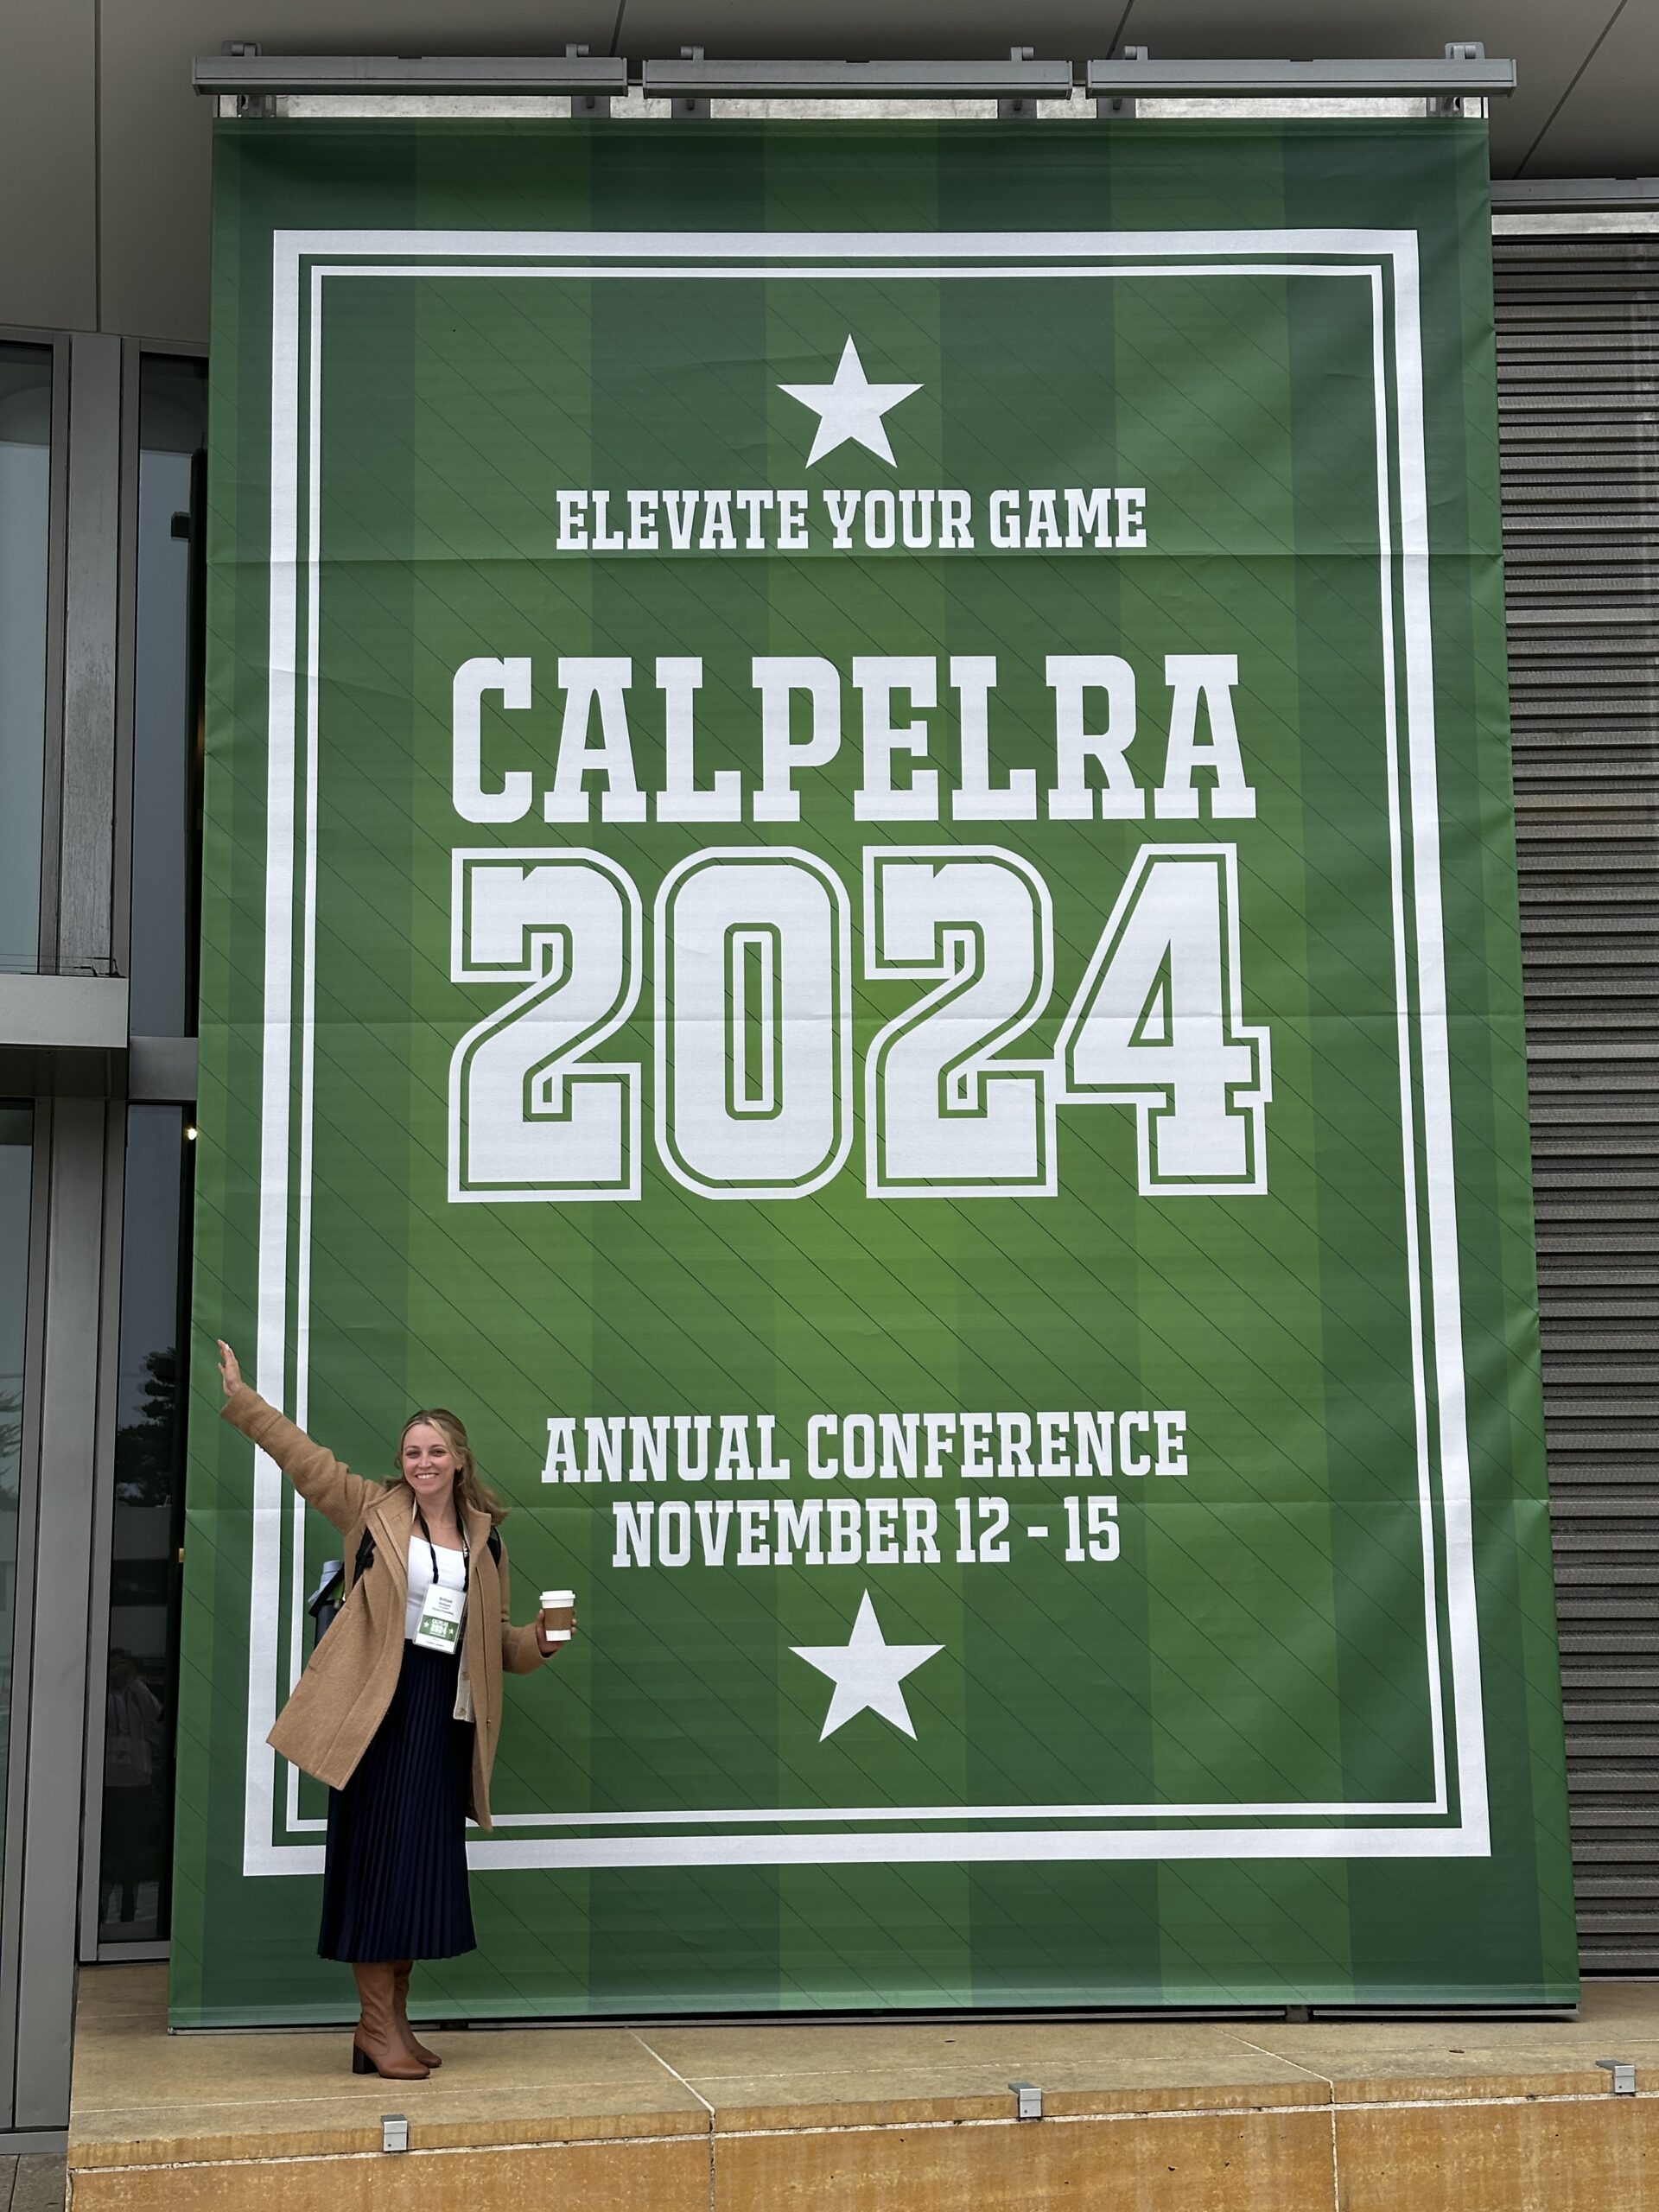 ELEVATE YOUR GAME
CALPELRA
2024
ANNUAL CONFERENCE
NOVEMBER 12 - 15